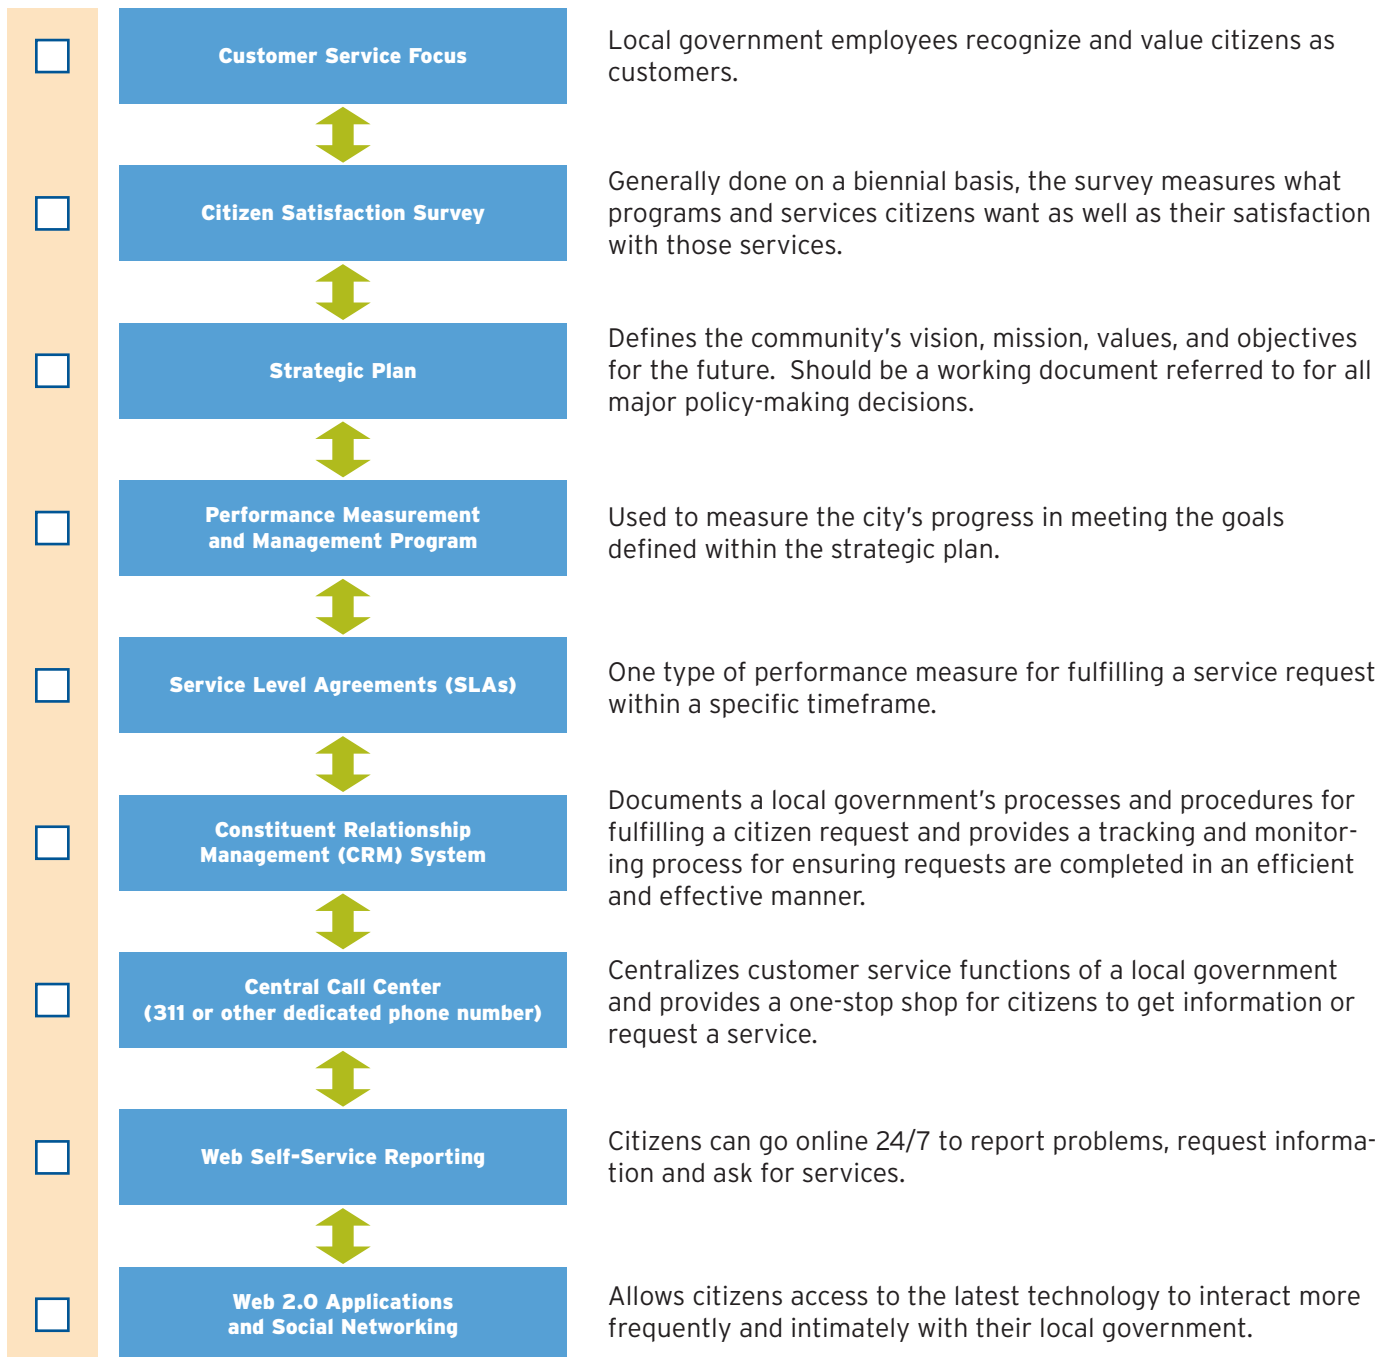 Customer Service Focus
Local government employees recognize and value citizens as
customers.
Citizen Satisfaction Survey
Generally done on a biennial basis, the survey measures what
programs and services citizens want as well as their satisfaction
with those services.
Strategic Plan
Defines the community’s vision, mission, values, and objectives
for the future.  Should be a working document referred to for all
major policy-making decisions.
Performance Measurement
and Management Program
Used to measure the city’s progress in meeting the goals
defined within the strategic plan.
Service Level Agreements (SLAs)
One type of performance measure for fulfilling a service request
within a specific timeframe.
Constituent Relationship
Management (CRM) System
Documents a local government’s processes and procedures for
fulfilling a citizen request and provides a tracking and monitor-
ing process for ensuring requests are completed in an efficient
and effective manner.
Central Call Center
(311 or other dedicated phone number)
Centralizes customer service functions of a local government
and provides a one-stop shop for citizens to get information or
request a service.
Web Self-Service Reporting
Citizens can go online 24/7 to report problems, request informa-
tion and ask for services.
Web 2.0 Applications
and Social Networking
Allows citizens access to the latest technology to interact more
frequently and intimately with their local government.